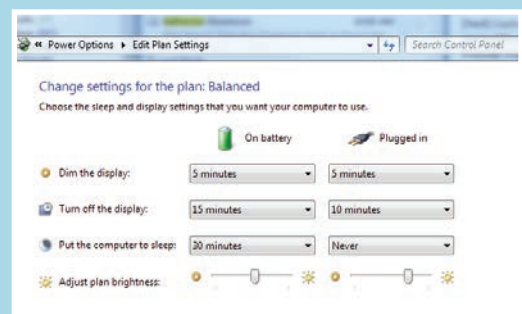 « Power Options ▸ Edit Plan Settings
Search Control Panel
Change settings for the plan: Balanced
Choose the sleep and display settings that you want your computer to use.
On battery Plugged in
Dim the display: 5 minutes 5 minutes
Turn off the display: 15 minutes 10 minutes
Put the computer to sleep: 30 minutes Never
Adjust plan brightness: